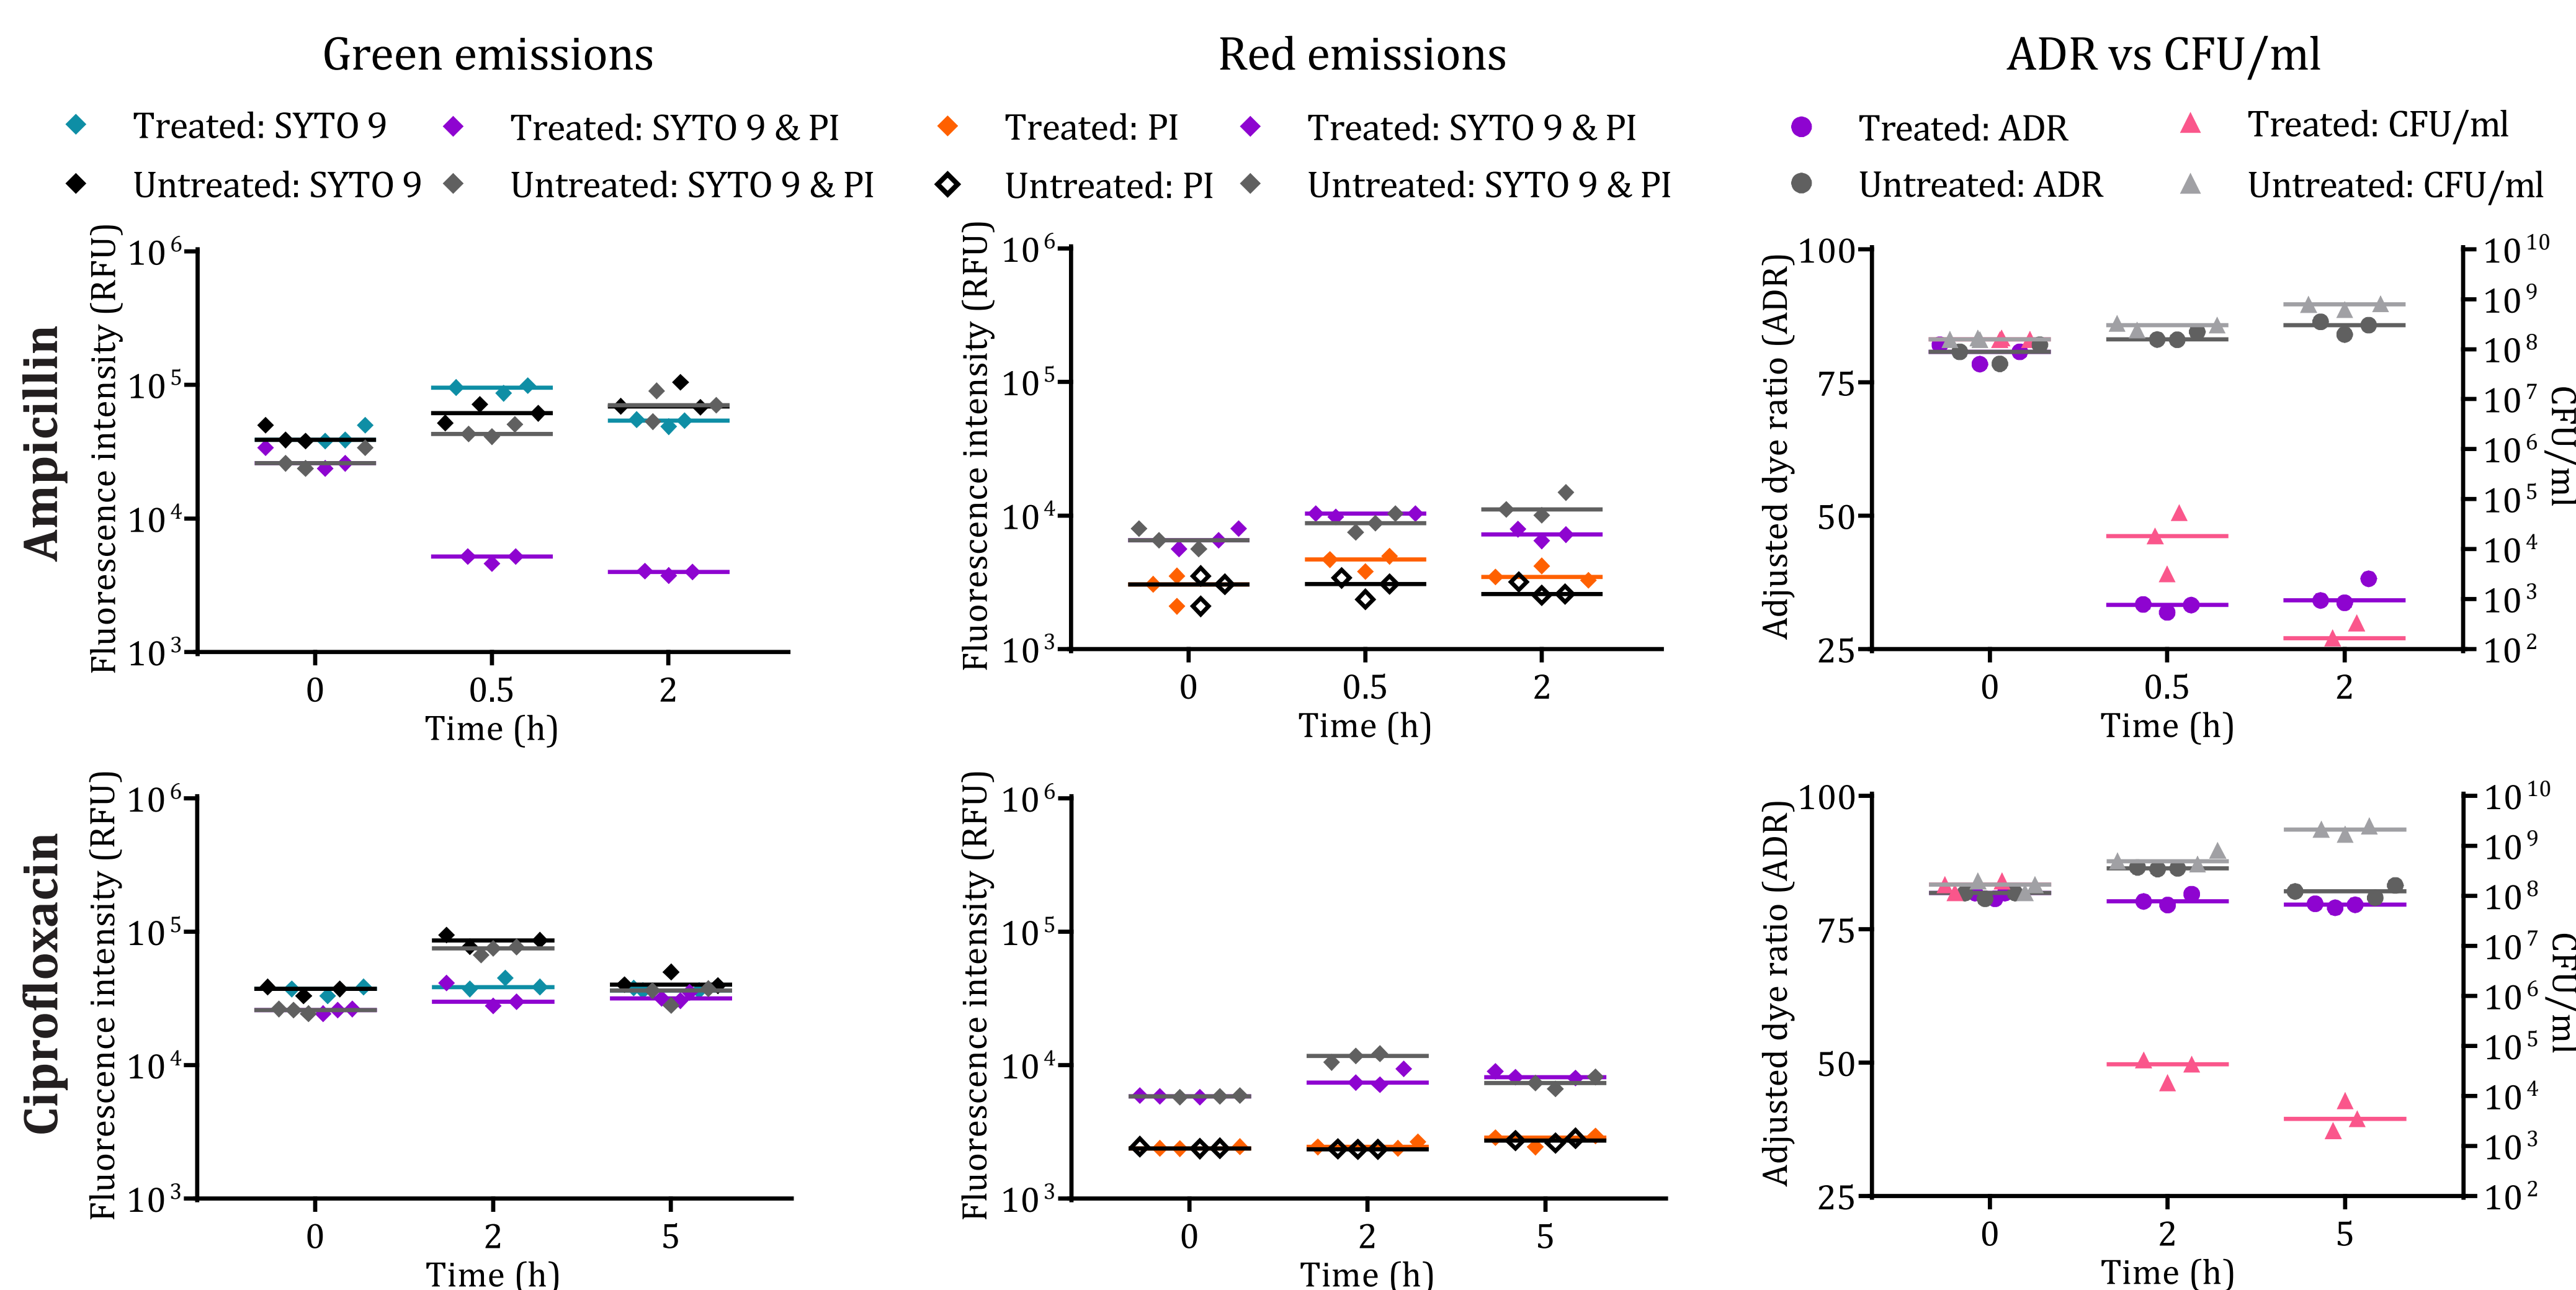 Green emissions
Red emissions
ADR vs CFU/ml
Treated: SYTO 9
Treated: SYTO 9 & PI
Treated: PI
Treated: SYTO 9 & PI
Treated: ADR
Treated: CFU/ml
Untreated: SYTO 9
Untreated: SYTO 9 & PI
Untreated: PI
Untreated: SYTO 9 & PI
Untreated: ADR
Untreated: CFU/ml
Ampicillin
Fluorescence intensity (RFU)
10⁶
10⁵
10⁴
10³
0
0.5
2
Time (h)
Fluorescence intensity (RFU)
10⁶
10⁵
10⁴
10³
0
0.5
2
Time (h)
Adjusted dye ratio (ADR)
100
75
50
25
10¹⁰
10⁹
10⁸
10⁷
10⁶
10⁵
10⁴
10³
10²
CFU/ml
0
0.5
2
Time (h)
Ciprofloxacin
Fluorescence intensity (RFU)
10⁶
10⁵
10⁴
10³
0
2
5
Time (h)
Fluorescence intensity (RFU)
10⁶
10⁵
10⁴
10³
0
2
5
Time (h)
Adjusted dye ratio (ADR)
100
75
50
25
10¹⁰
10⁹
10⁸
10⁷
10⁶
10⁵
10⁴
10³
10²
CFU/ml
0
2
5
Time (h)